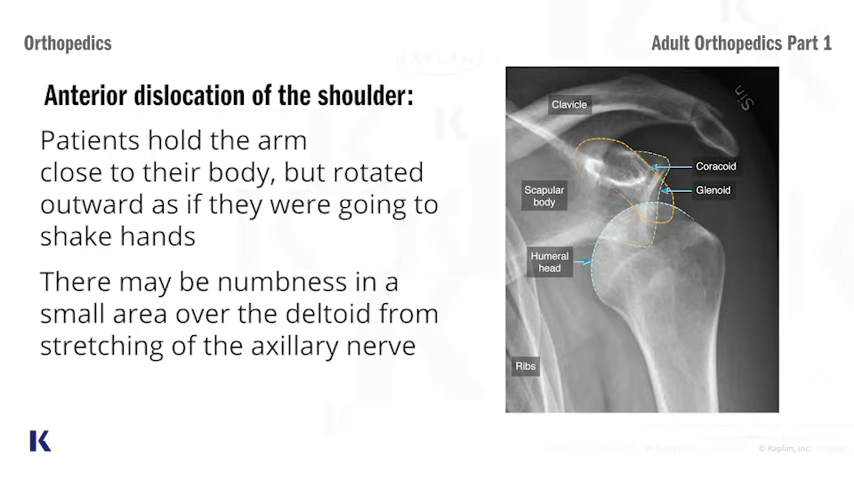 Orthopedics
Adult Orthopedics Part 1
Anterior dislocation of the shoulder:
Patients hold the arm
close to their body, but rotated
outward as if they were going to
shake hands
There may be numbness in a
small area over the deltoid from
stretching of the axillary nerve
Clavicle
Sin
Coracoid
Glenoid
Scapular
body
Humeral
head
Ribs
K
© Kaplan, Inc.